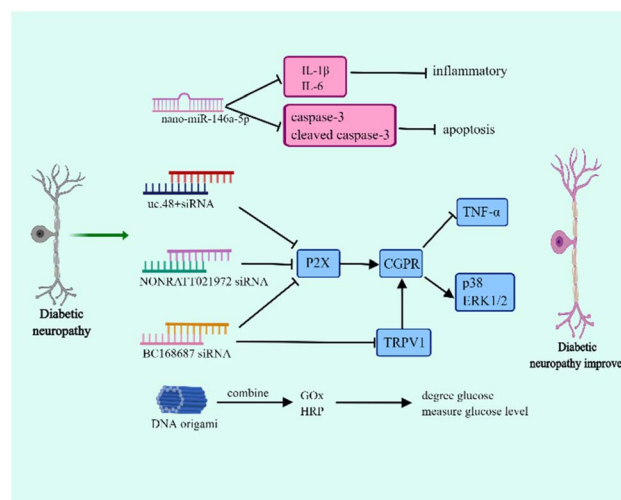 IL-1β
IL-6
inflammatory
nano-miR-146a-5p
caspase-3
cleaved caspase-3
apoptosis
uc.48+siRNA
TNF-α
NONRATT021972 siRNA
P2X
CGPR
p38
ERK1/2
Diabetic
neuropathy
BC168687 siRNA
TRPV1
Diabetic
neuropathy improve
DNA origami
combine
GOx
HRP
degree glucose
measure glucose level